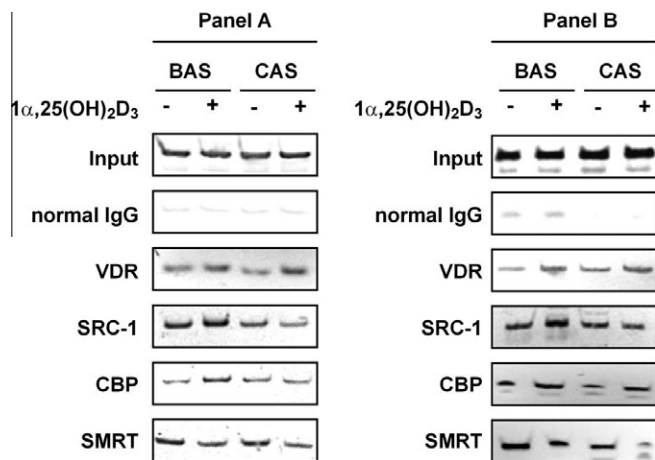 Panel A
BAS CAS
1α,25(OH)₂D₃ - + - +
Input
normal IgG
VDR
SRC-1
CBP
SMRT
Panel B
BAS CAS
1α,25(OH)₂D₃ - + - +
Input
normal IgG
VDR
SRC-1
CBP
SMRT